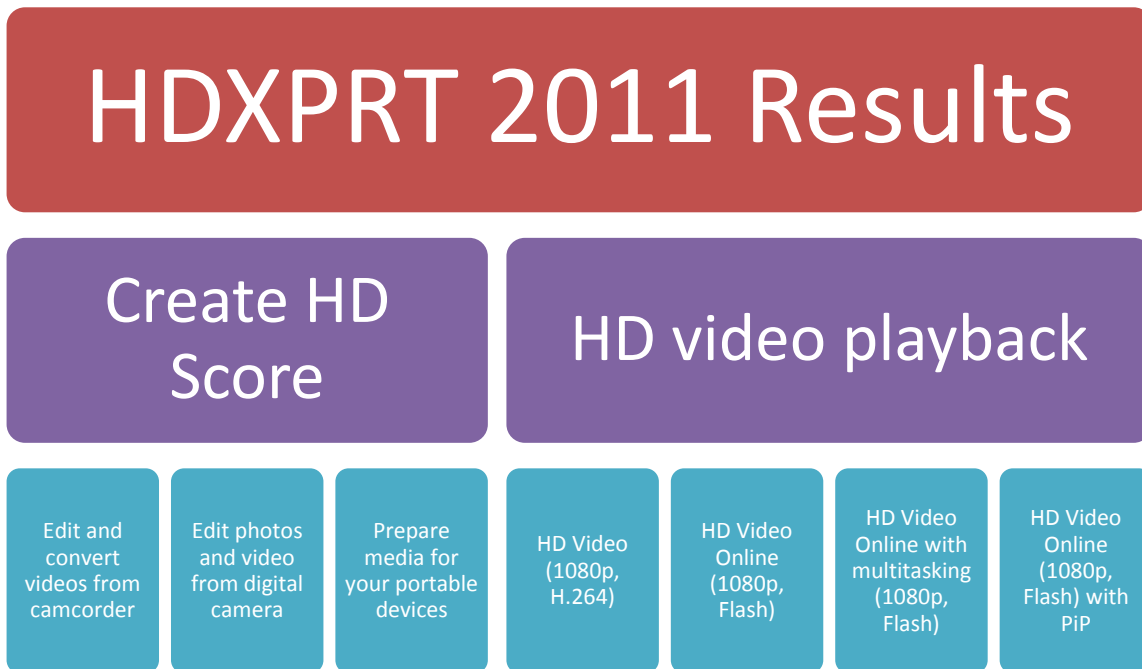 HDXPRT 2011 Results
Create HD
Score
HD video playback
Edit and
convert
videos from
camcorder
Edit photos
and video
from digital
camera
Prepare
media for
your portable
devices
HD Video
(1080p,
H.264)
HD Video
Online
(1080p,
Flash)
HD Video
Online with
multitasking
(1080p,
Flash)
HD Video
Online
(1080p,
Flash) with
PiP